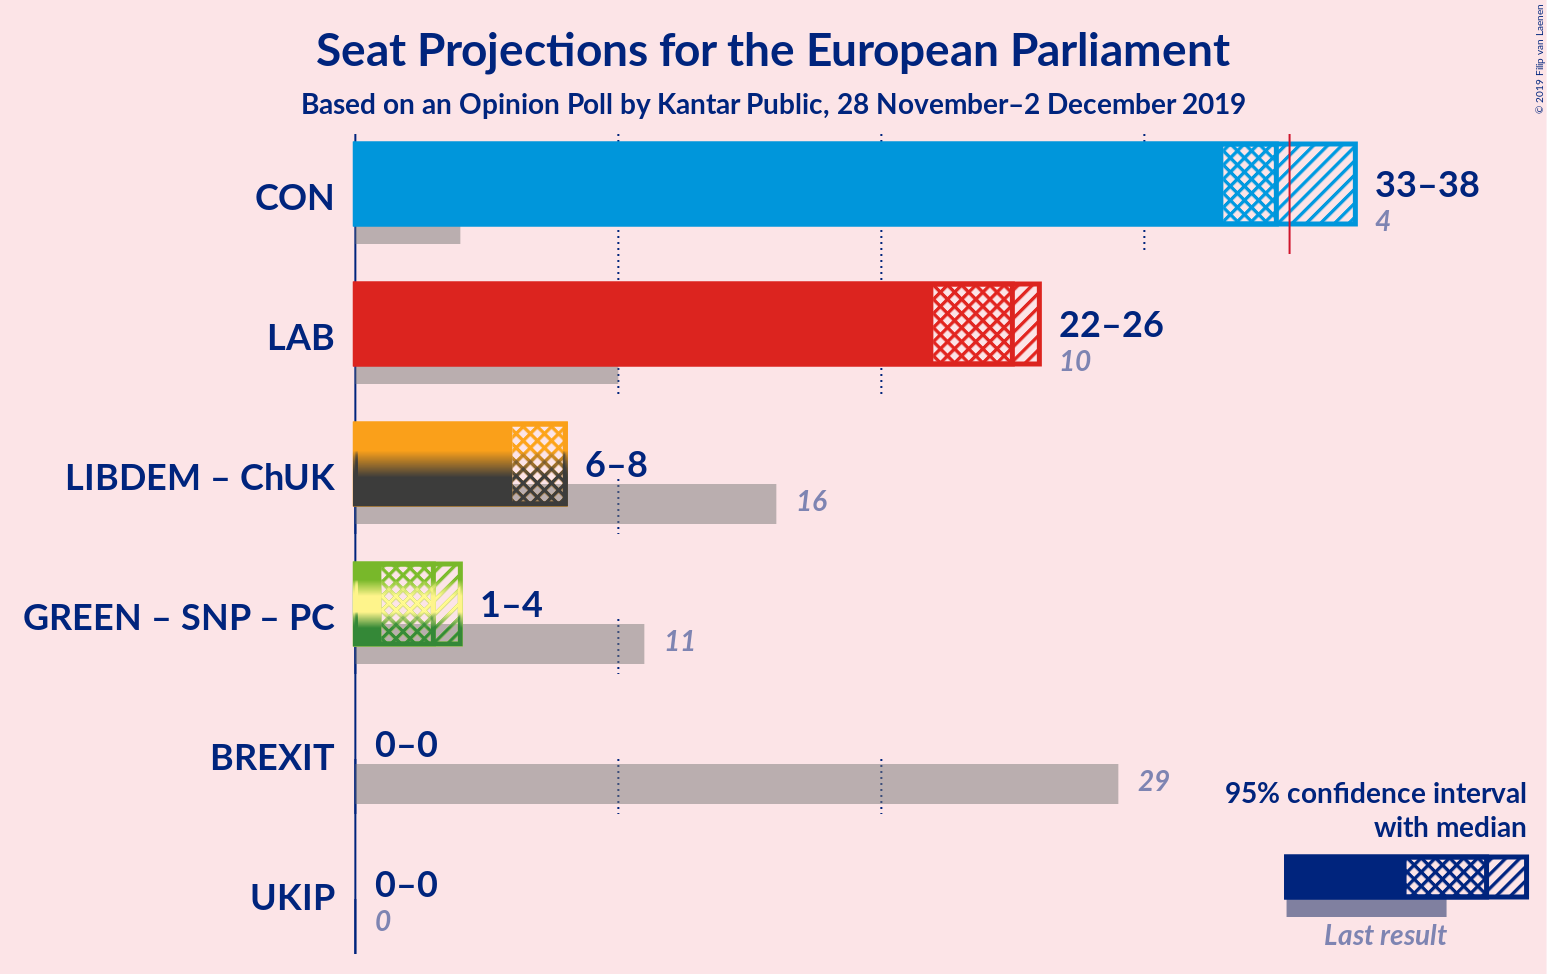 Seat Projections for the European Parliament
Based on an Opinion Poll by Kantar Public, 28 November–2 December 2019
© 2019 Filip van Laenen
CON
33–38
4
LAB
22–26
10
LIBDEM – ChUK
6–8
16
GREEN – SNP – PC
1–4
11
BREXIT
0–0
29
UKIP
0–0
0
95% confidence interval
with median
Last result